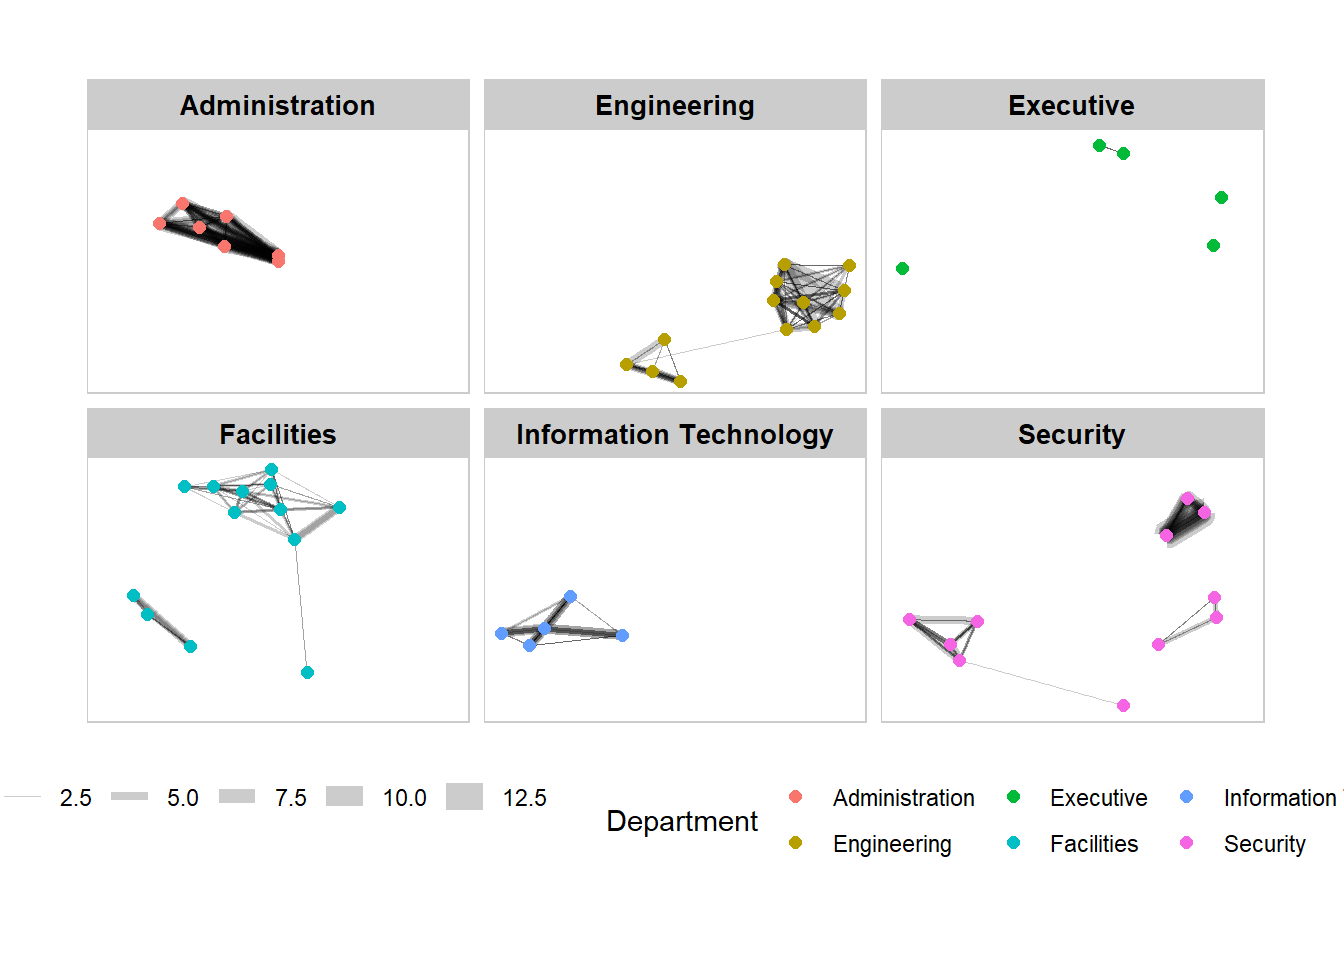 Administration
Engineering
Executive
Facilities
Information Technology
Security
2.5 5.0 7.5 10.0 12.5
Department
Administration Executive Information
Engineering Facilities Security